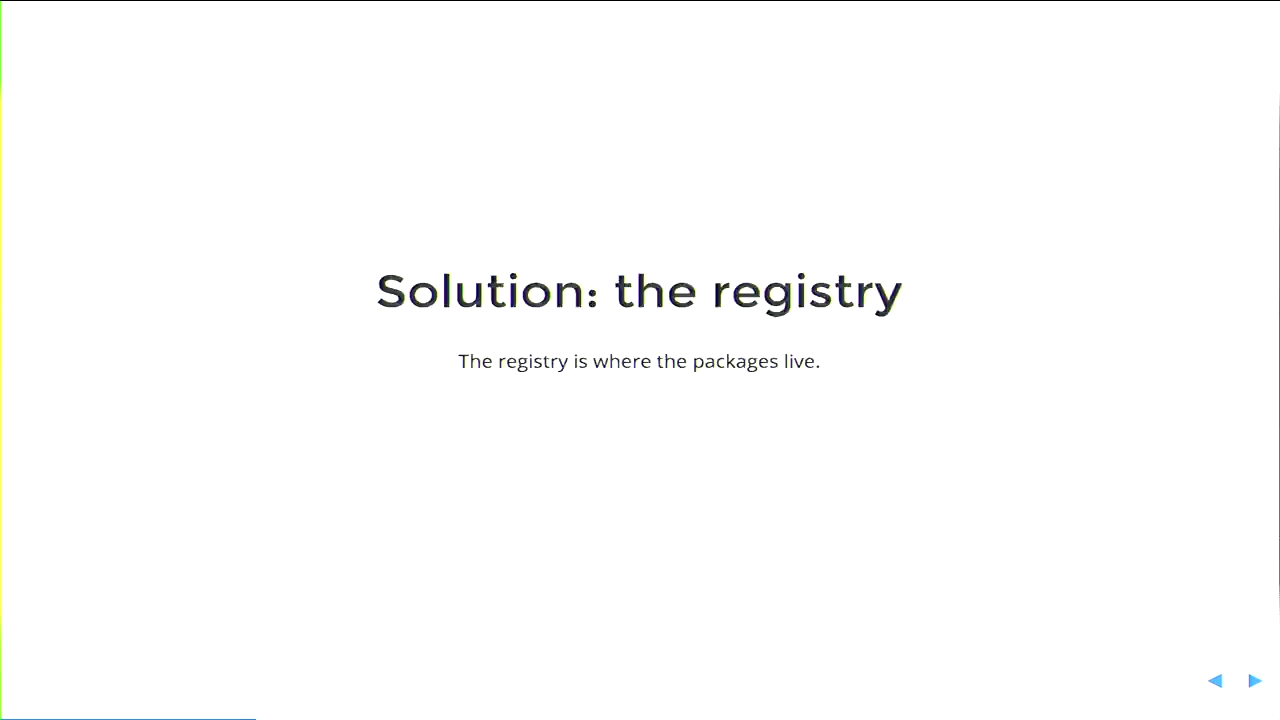 Solution: the registry
The registry is where the packages live.